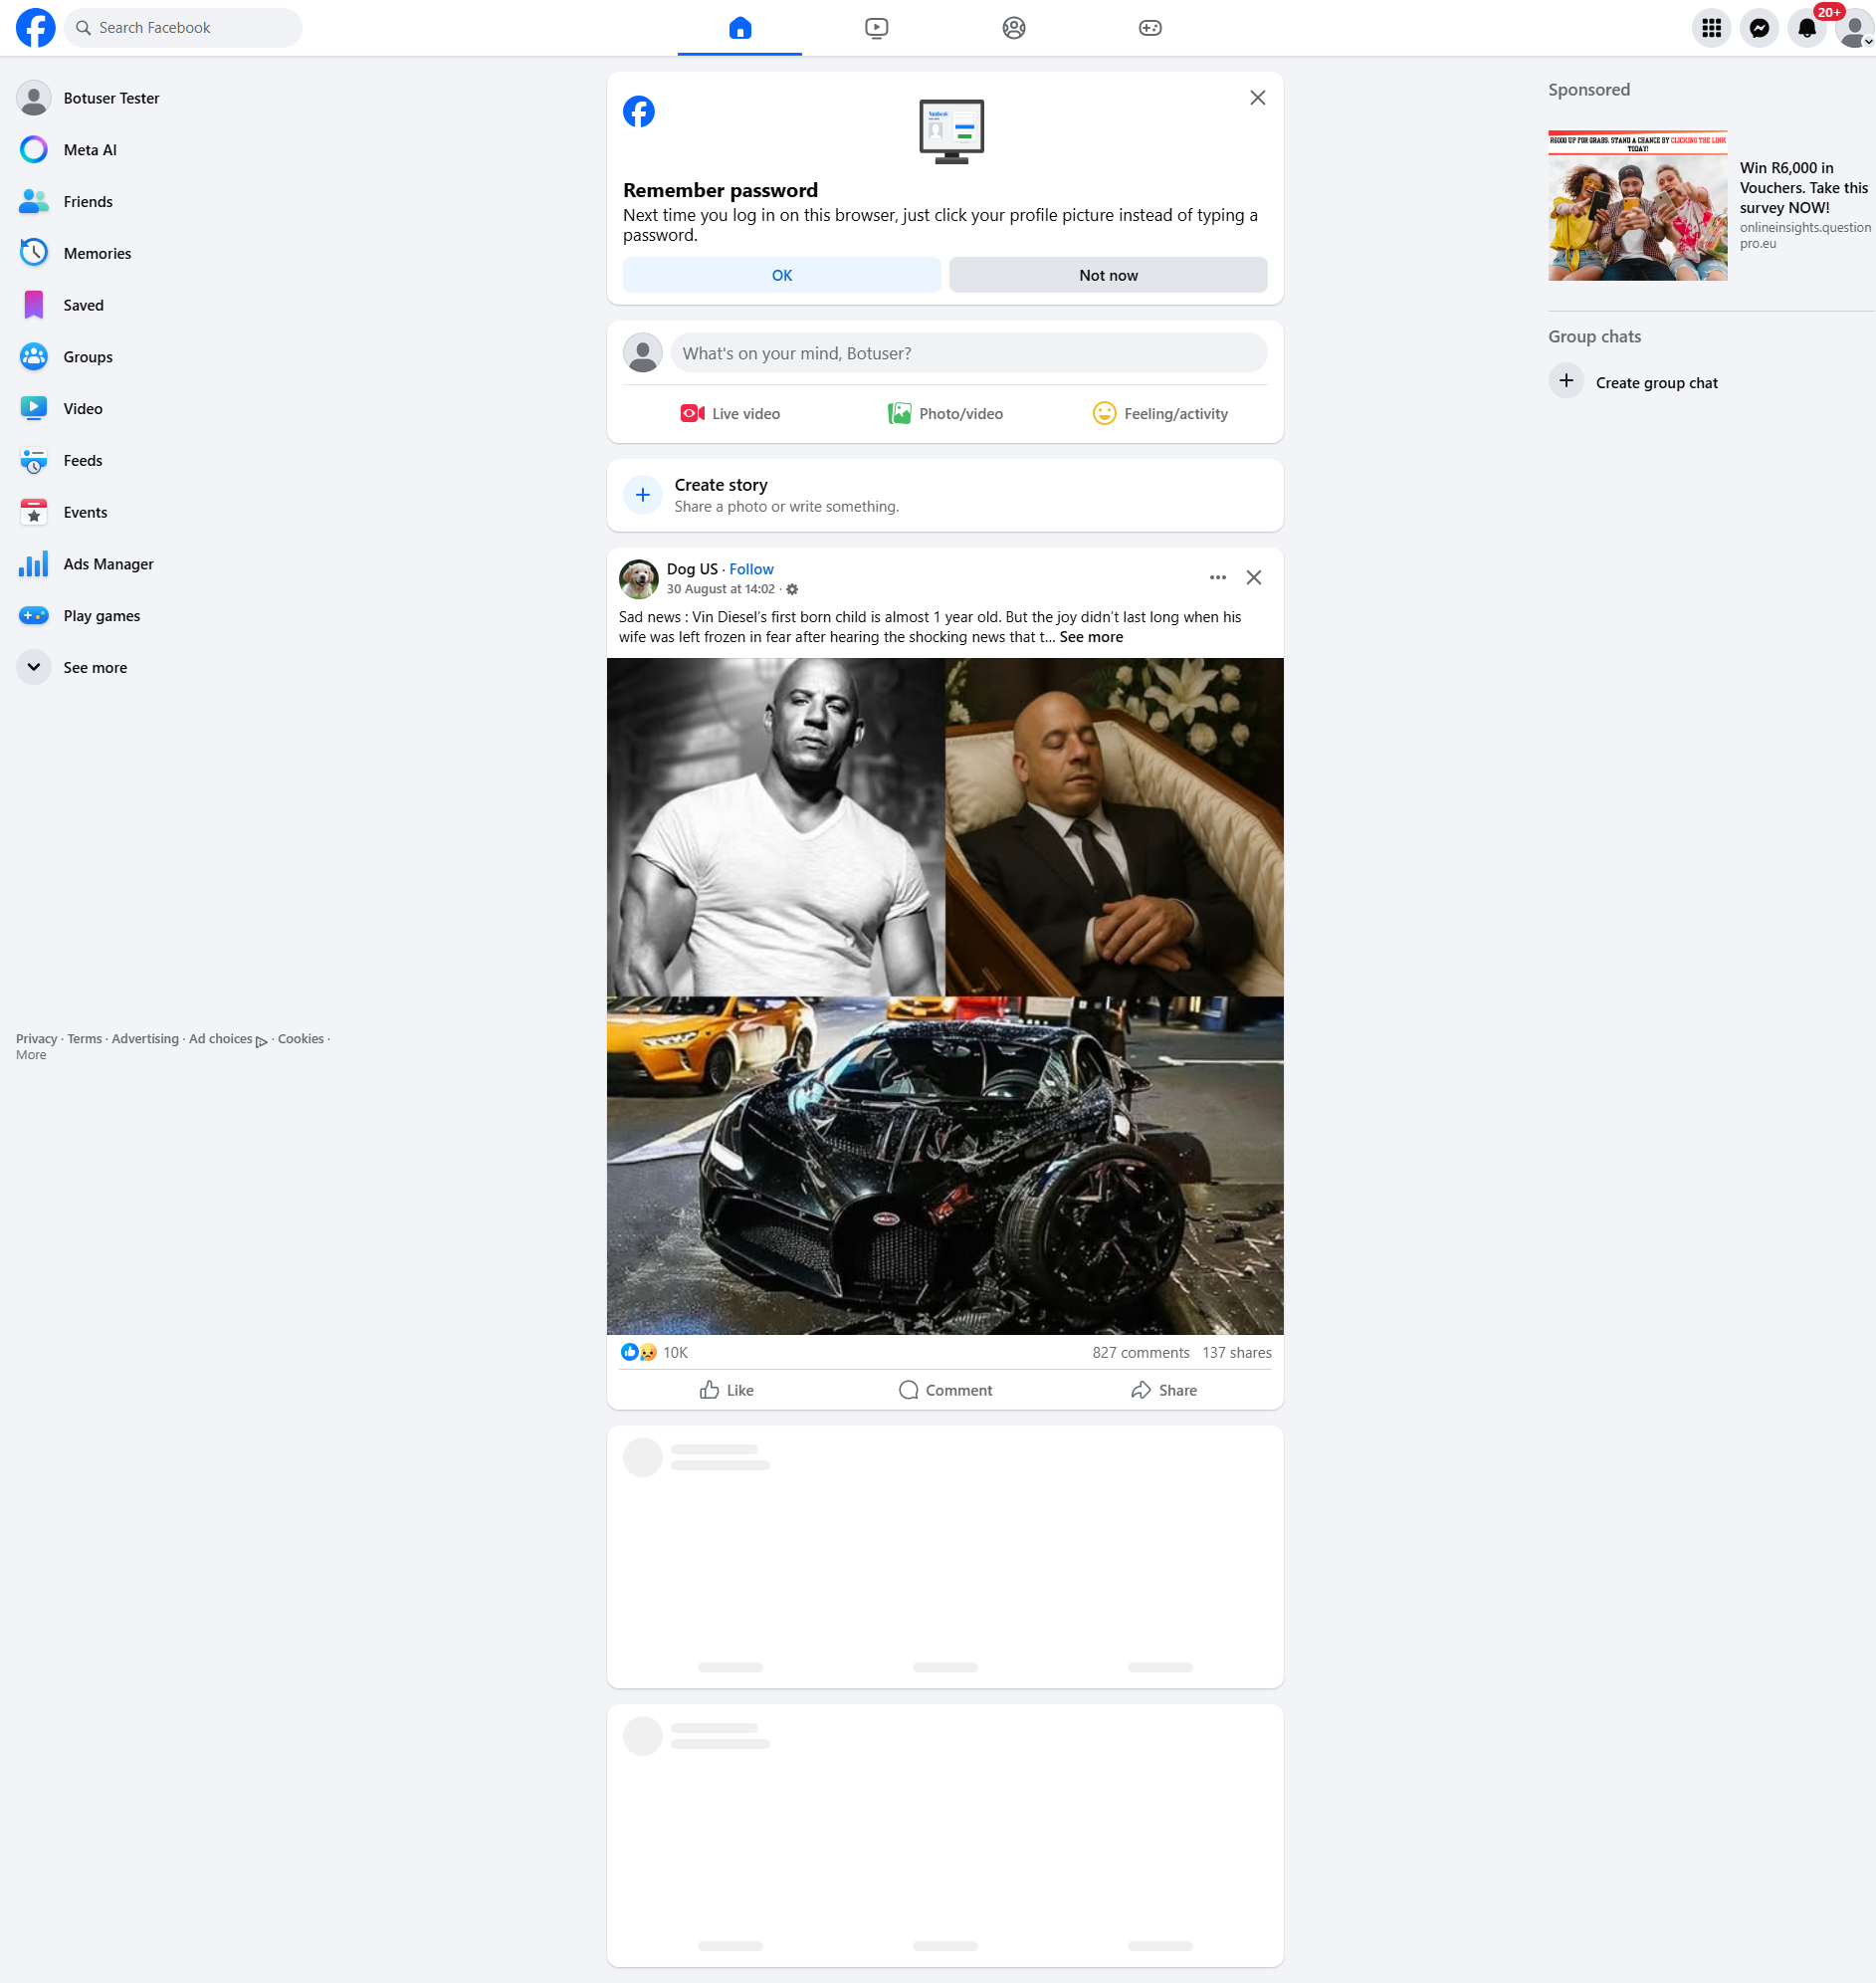 Search Facebook
20+
Botuser Tester
Meta AI
Friends
Memories
Saved
Groups
Video
Feeds
Events
Ads Manager
Play games
See more
Privacy · Terms · Advertising · Ad choices · Cookies ·
More
Remember password
Next time you log in on this browser, just click your profile picture instead of typing a
password.
OK
Not now
What's on your mind, Botuser?
Live video
Photo/video
Feeling/activity
Create story
Share a photo or write something.
Dog US · Follow
30 August at 14:02 ·
Sad news : Vin Diesel's first born child is almost 1 year old. But the joy didn't last long when his
wife was left frozen in fear after hearing the shocking news that t... See more
10K
827 comments 137 shares
Like
Comment
Share
Sponsored
R6000 UP FOR GRABS. STAND A CHANCE BY CLICKING THE LINK
TODAY!
Win R6,000 in
Vouchers. Take this
survey NOW!
onlineinsights.question
pro.eu
Group chats
Create group chat